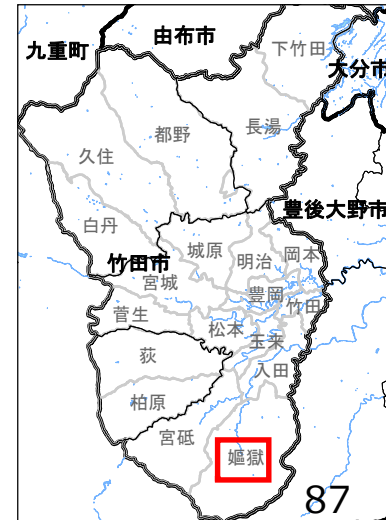 由布市
九重町
下竹田
大分市
都野
長湯
久住
豊後大野市
白丹
城原
明治
岡本
竹田市
宮城
豊岡
竹田
菅生
松本
玉来
荻
入田
柏原
宮砥
嫗獄
87